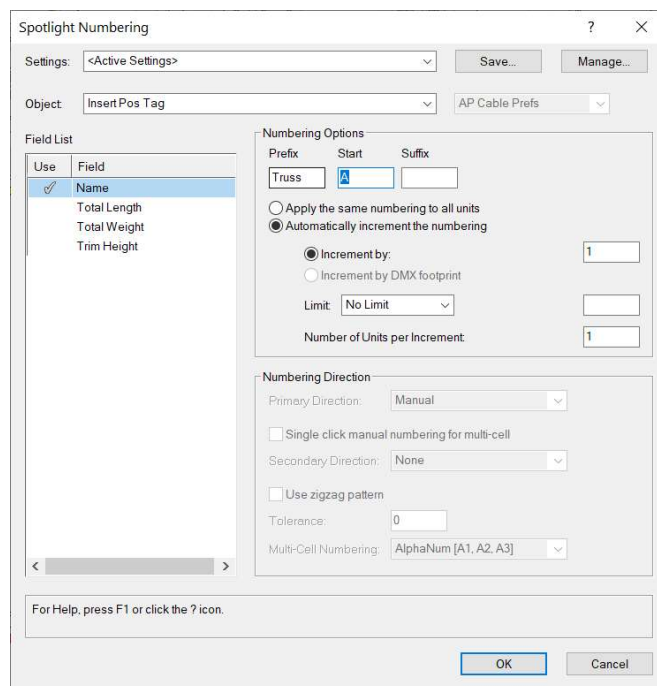 Spotlight Numbering ? ×
Settings: <Active Settings> Save... Manage...
Object: Insert Pos Tag AP Cable Prefs
Field List
Use Field
Name
Total Length
Total Weight
Trim Height
Numbering Options
Prefix Start Suffix
Truss A
Apply the same numbering to all units
Automatically increment the numbering
Increment by: 1
Increment by DMX footprint
Limit: No Limit
Number of Units per Increment: 1
Numbering Direction
Primary Direction: Manual
Single click manual numbering for multi-cell
Secondary Direction: None
Use zigzag pattern
Tolerance: 0
Multi-Cell Numbering: AlphaNum [A1, A2, A3]
For Help, press F1 or click the ? icon.
OK Cancel